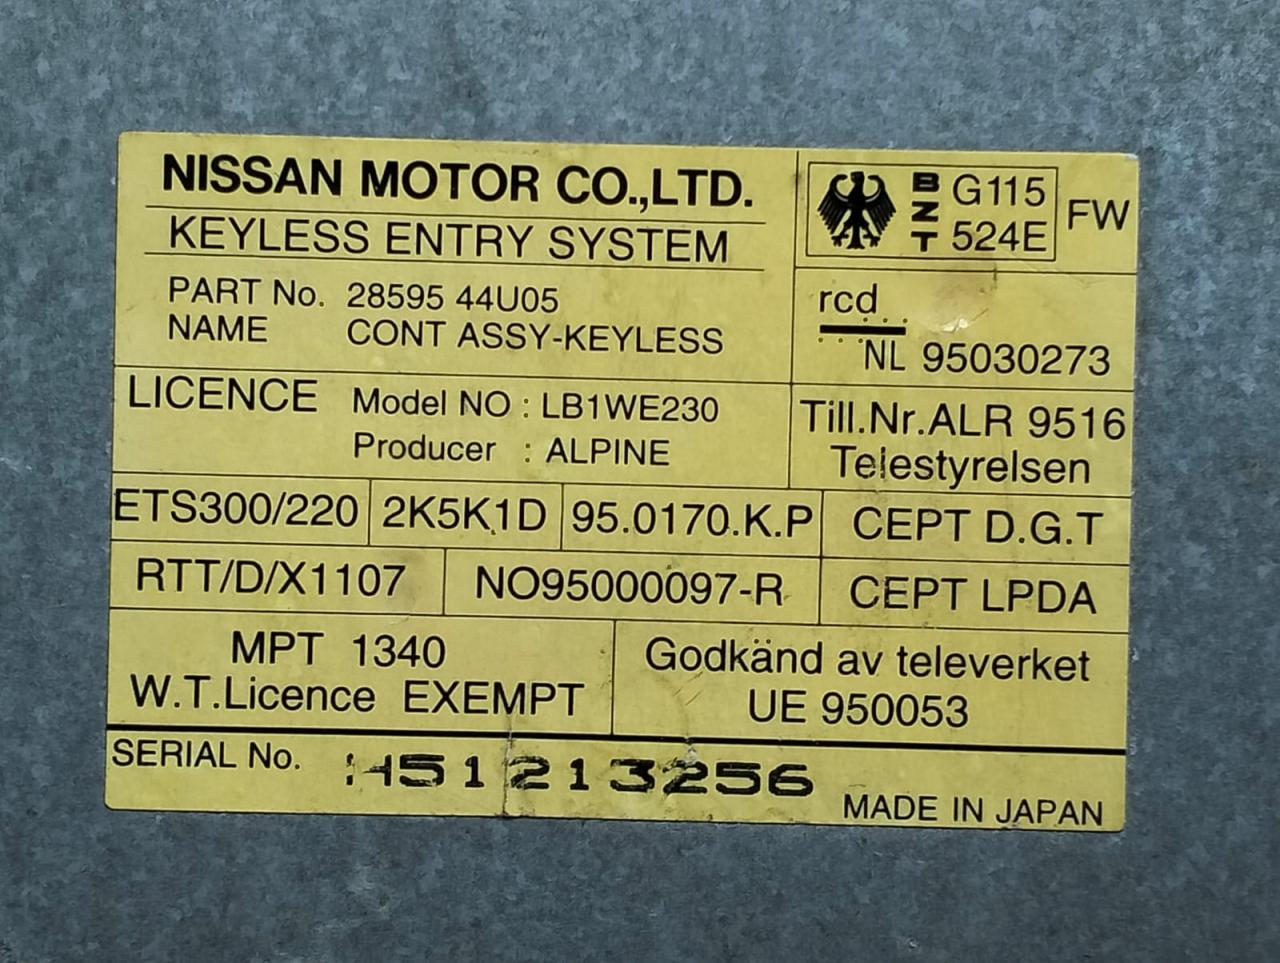 NISSAN MOTOR CO.,LTD.
KEYLESS ENTRY SYSTEM
PART No. 28595 44U05
NAME CONT ASSY-KEYLESS
BZT G115 524E FW
rcd
NL 95030273
LICENCE Model NO : LB1WE230
Producer : ALPINE
Till.Nr.ALR 9516
Telestyrelsen
ETS300/220 2K5K1D 95.0170.K.P CEPT D.G.T
RTT/D/X1107 NO95000097-R CEPT LPDA
MPT 1340
W.T.Licence EXEMPT
Godkänd av televerket
UE 950053
SERIAL No. H51213256
MADE IN JAPAN